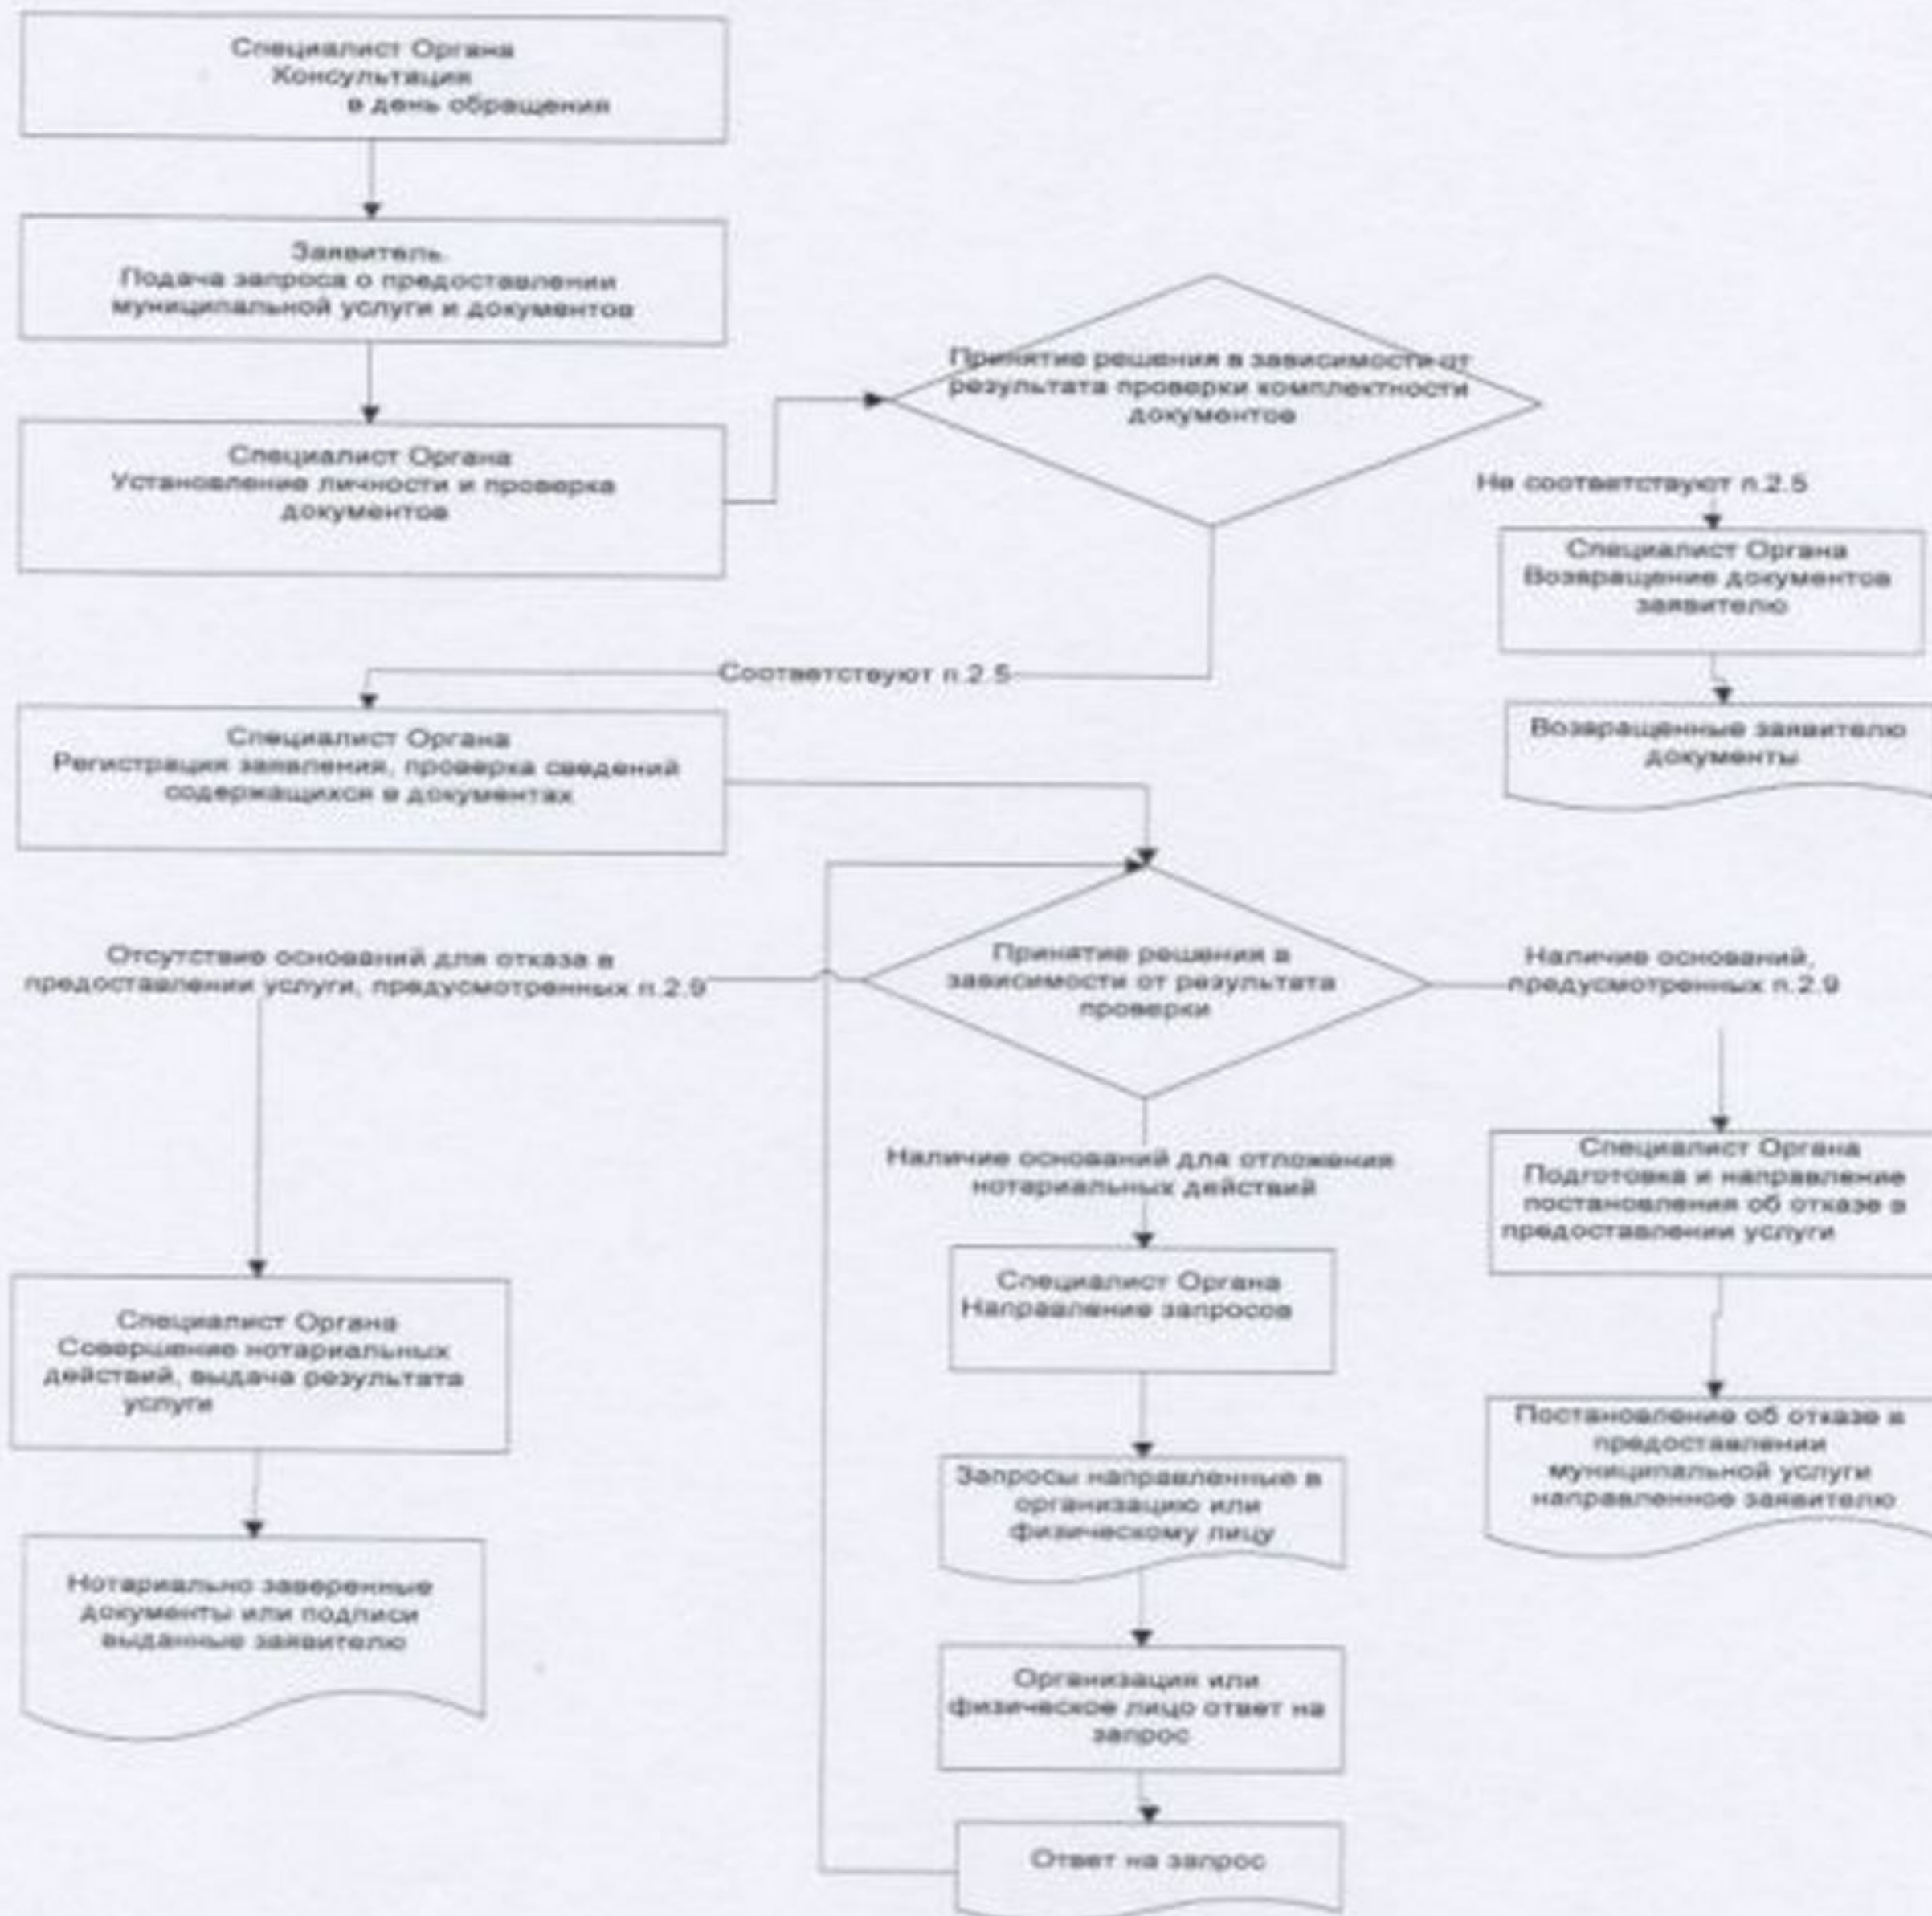 Специалист Органа
Консультация
в день обращения
Заявитель.
Подача запроса о предоставлении
муниципальной услуги и документов
Специалист Органа
Установление личности и проверка
документов
Принятие решения в зависимости от
результата проверки комплектности
документов
Не соответствуют п.2.5
Специалист Органа
Возвращение документов
заявителю
Возвращенные заявителю
документы
Соответствуют п.2.5
Специалист Органа
Регистрация заявления, проверка сведений
содержащихся в документах
Принятие решения в
зависимости от результата
проверки
Отсутствие оснований для отказа в
предоставлении услуги, предусмотренных п.2.9
Наличие оснований,
предусмотренных п.2.9
Наличие оснований для отложения
нотариальных действий
Специалист Органа
Подготовка и направление
постановления об отказе в
предоставлении услуги
Специалист Органа
Направление запросов
Специалист Органа
Совершение нотариальных
действий, выдача результата
услуги
Постановление об отказе в
предоставлении
муниципальной услуги
направленное заявителю
Запросы направленные в
организацию или
физическому лицу
Нотариально заверенные
документы или подписи
выданные заявителю
Организация или
физическое лицо ответ на
запрос
Ответ на запрос